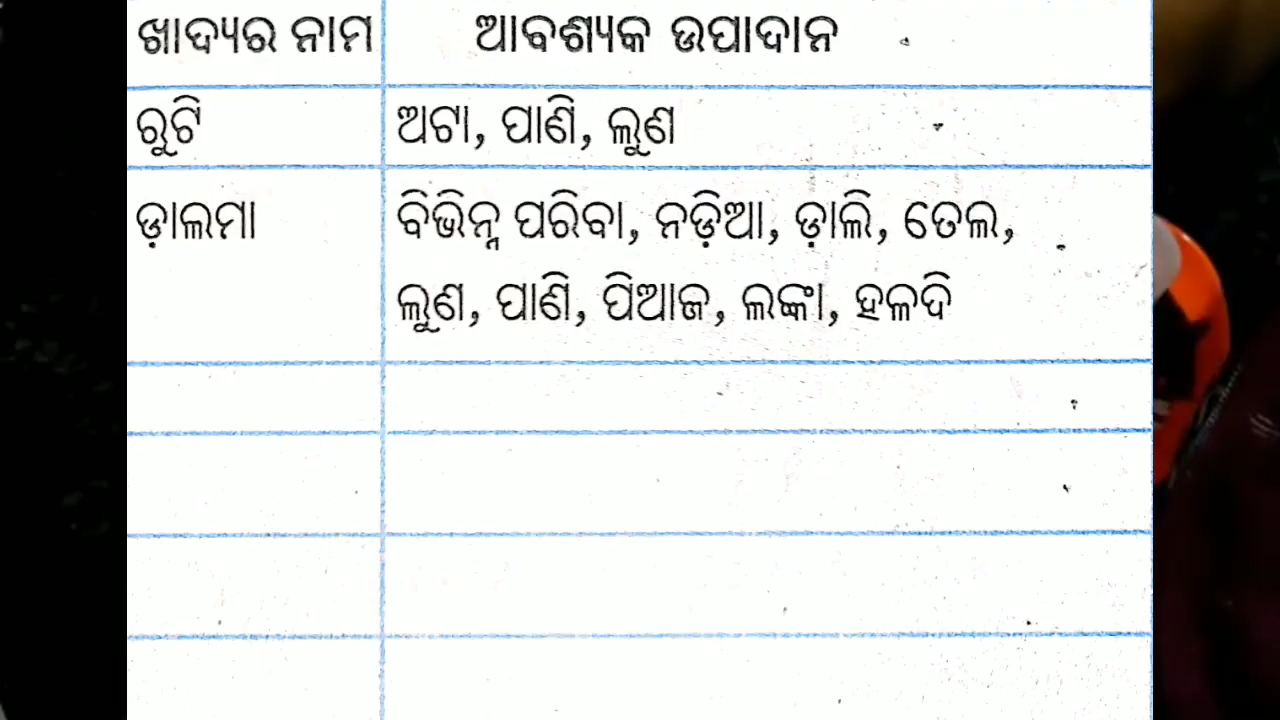 ଖାଦ୍ୟର ନାମ ଆବଶ୍ୟକ ଉପାଦାନ
ରୁଟି ଅଟା, ପାଣି, ଲୁଣ
ଡ଼ାଲମା ବିଭିନ୍ନ ପରିବା, ନଡ଼ିଆ, ଡ଼ାଲି, ତେଲ,
ଲୁଣ, ପାଣି, ପିଆଜ, ଲଙ୍କା, ହଳଦି